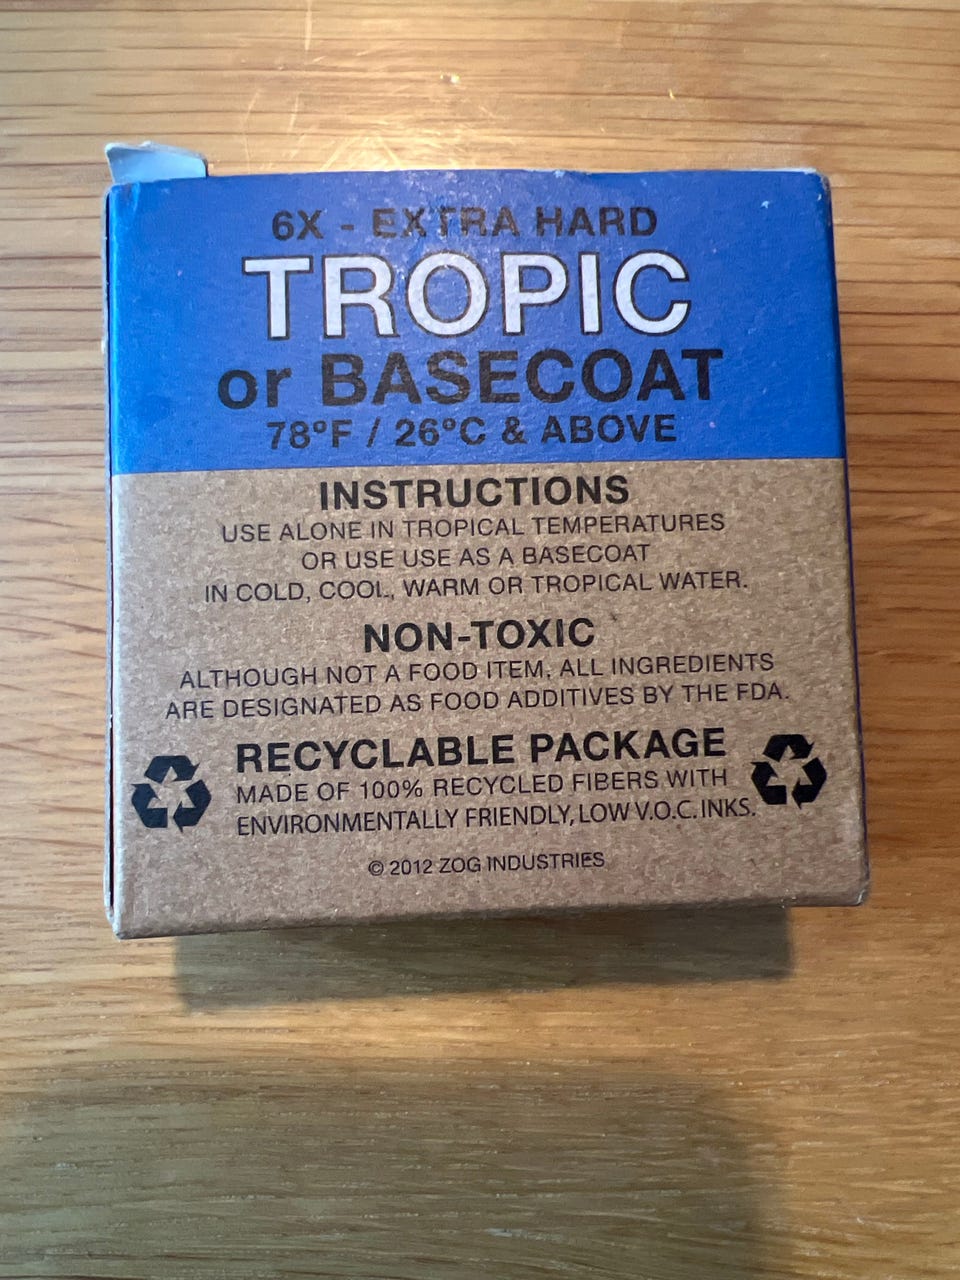 6X - EXTRA HARD
TROPIC
or BASECOAT
78ºF / 26ºC & ABOVE
INSTRUCTIONS
USE ALONE IN TROPICAL TEMPERATURES
OR USE USE AS A BASECOAT
IN COLD, COOL, WARM OR TROPICAL WATER.
NON-TOXIC
ALTHOUGH NOT A FOOD ITEM, ALL INGREDIENTS
ARE DESIGNATED AS FOOD ADDITIVES BY THE FDA.
RECYCLABLE PACKAGE
MADE OF 100% RECYCLED FIBERS WITH
ENVIRONMENTALLY FRIENDLY, LOW V.O.C. INKS.
© 2012 ZOG INDUSTRIES